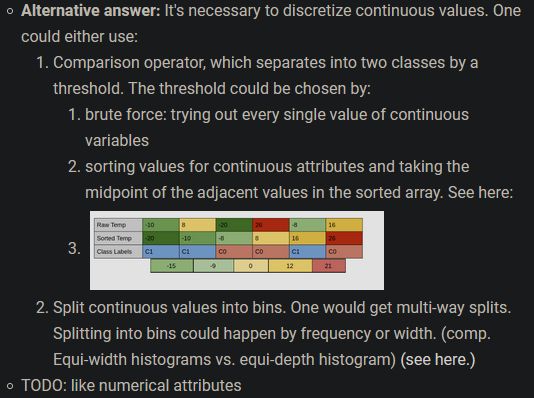 Alternative answer: It's necessary to discretize continuous values. One
could either use:
1. Comparison operator, which separates into two classes by a
threshold. The threshold could be chosen by:
1. brute force: trying out every single value of continuous
variables
2. sorting values for continuous attributes and taking the
midpoint of the adjacent values in the sorted array. See here:
3.
Raw Temp -10 8 -20 26 -8 16
Sorted Temp -20 -10 -8 8 16 26
Class Labels C1 C1 C0 C0 C1 C0
-15 -9 0 12 21
2. Split continuous values into bins. One would get multi-way splits.
Splitting into bins could happen by frequency or width. (comp.
Equi-width histograms vs. equi-depth histogram) (see here.)
TODO: like numerical attributes